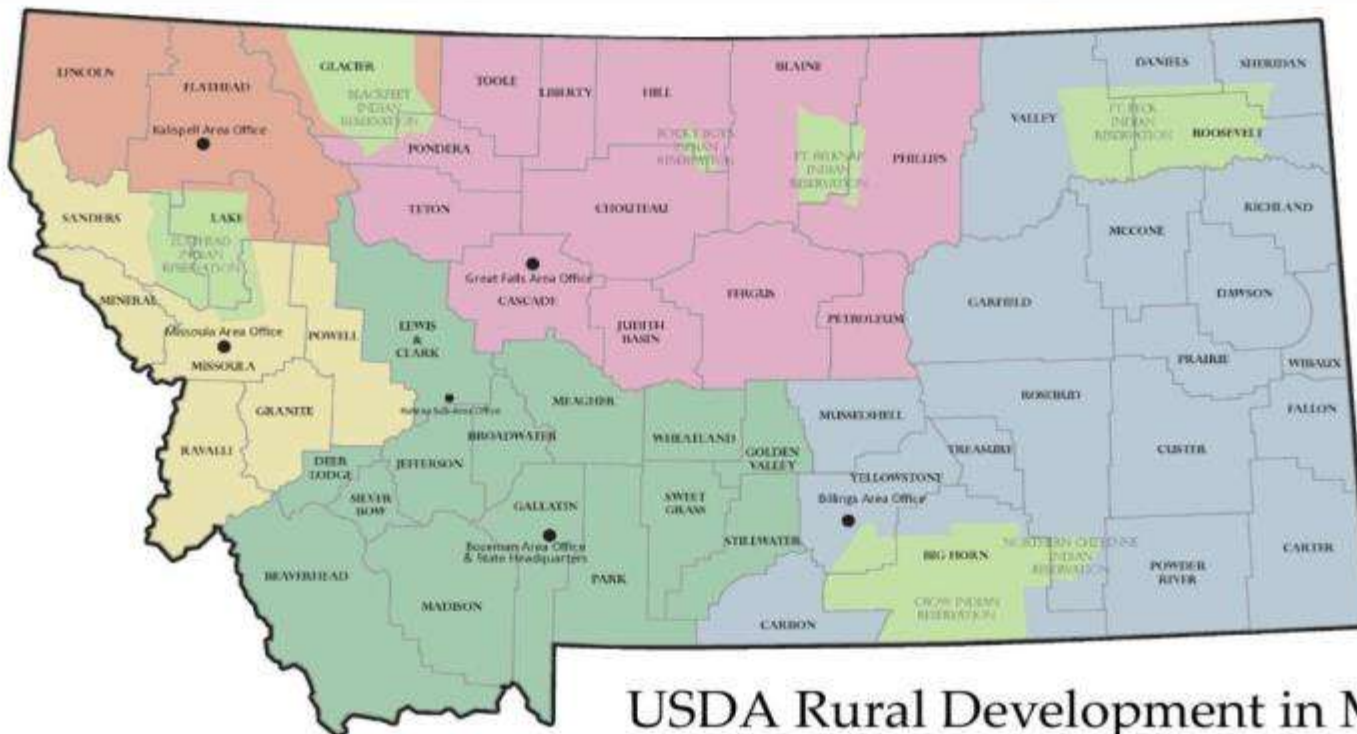 LINCOLN
FLATHEAD
Kalispell Area Office
GLACIER
BLACKFEET
INDIAN
RESERVATION
TOOLE
LIBERTY
HILL
BLAINE
PHILLIPS
VALLEY
DANIELS
SHERIDAN
FT. PECK
INDIAN
RESERVATION
ROOSEVELT
PONDERA
ROCKY BOYS
INDIAN
RESERVATION
FT. BELKNAP
INDIAN
RESERVATION
SANDERS
LAKE
FLATHEAD
INDIAN
RESERVATION
TETON
CHOUTEAU
RICHLAND
MCCONE
Great Falls Area Office
CASCADE
FERGUS
GARFIELD
DAWSON
MINERAL
Missoula Area Office
MISSOULA
POWELL
LEWIS
&
CLARK
JUDITH
BASIN
PETROLEUM
PRAIRIE
WIBAUX
GRANITE
Helena Sub-Area Office
MEAGHER
MUSSELSHELL
ROSEBUD
FALLON
RAVALLI
BROADWATER
WHEATLAND
GOLDEN
VALLEY
TREASURE
CUSTER
DEER
LODGE
JEFFERSON
YELLOWSTONE
Billings Area Office
SILVER
BOW
GALLATIN
SWEET
GRASS
Bozeman Area Office
& State Headquarters
STILLWATER
BIG HORN
NORTHERN CHEYENNE
INDIAN
RESERVATION
CARTER
BEAVERHEAD
MADISON
PARK
POWDER
RIVER
CARBON
CROW INDIAN
RESERVATION
USDA Rural Development in M